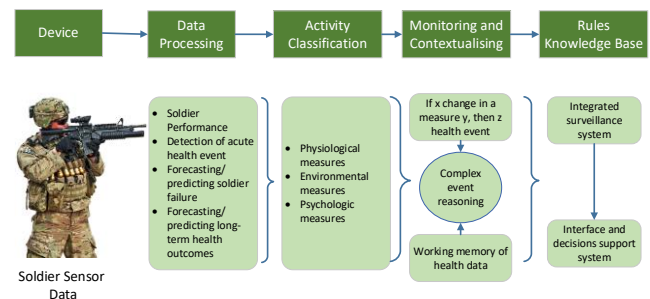 Device
Data
Processing
Activity
Classification
Monitoring and
Contextualising
Rules
Knowledge Base
Soldier Sensor
Data
• Soldier
Performance
• Detection of acute
health event
• Forecasting/
predicting soldier
failure
• Forecasting/
predicting long-
term health
outcomes
• Physiological
measures
• Environmental
measures
• Psychologic
measures
If x change in a
measure y, then z
health event
Complex
event
reasoning
Working memory of
health data
Integrated
surveillance
system
Interface and
decisions support
system